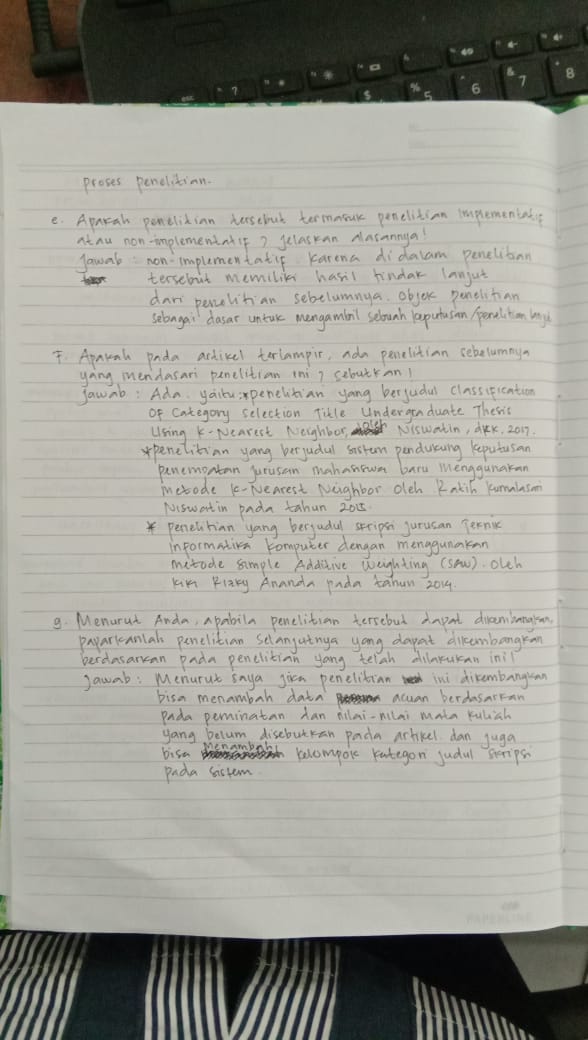 proses penelitian.
e. Apakah penelitian tersebut termasuk penelitian implementatif
atau non-implementatif ? jelaskan alasannya!
Jawab : non-implementatif. karena didalam penelitian
tersebut memiliki hasil tindak lanjut
dari penelitian sebelumnya. objek penelitian
sebagai dasar untuk mengambil sebuah keputusan/penelitian lanjut
F. Apakah pada artikel terlampir, ada penelitian sebelumnya
yang mendasari penelitian ini ? sebutkan !
Jawab : Ada. yaitu : * penelitian yang berjudul Classification
of Category Selection Title Undergraduate Thesis
Using K-Nearest Neighbor, oleh Niswatin, dkk, 2017.
* penelitian yang berjudul sistem pendukung keputusan
penempatan jurusan mahasiswa baru menggunakan
metode K-Nearest Neighbor oleh Ratih Kumalasari
Niswatin pada tahun 2015.
* penelitian yang berjudul skripsi jurusan Teknik
Informatika Komputer dengan menggunakan
metode Simple Additive Weighting (SAW). Oleh
Kiki Rizky Ananda pada tahun 2014.
g. Menurut Anda, apabila penelitian tersebut dapat dikembangkan,
paparkanlah penelitian selanjutnya yang dapat dikembangkan
berdasarkan pada penelitian yang telah dilakukan ini!
Jawab : Menurut saya jika penelitian ini dikembangkan
bisa menambah data acuan berdasarkan
pada peminatan dan nilai-nilai mata kuliah
yang belum disebutkan pada artikel. dan juga
bisa Menambah kelompok kategori judul skripsi
pada sistem.
PAPERLINE
esc
?
$
%
5
^
6
&
7
8